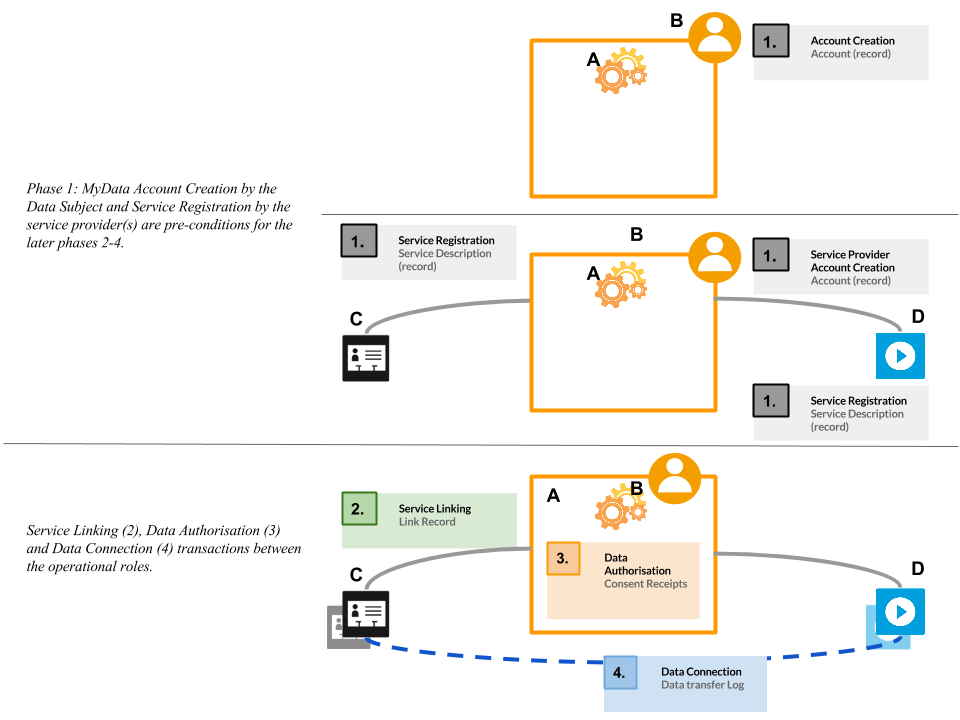 B
A
1.
Account Creation
Account (record)
Phase 1: MyData Account Creation by the
Data Subject and Service Registration by the
service provider(s) are pre-conditions for the
later phases 2-4.
1.
Service Registration
Service Description
(record)
B
A
1.
Service Provider
Account Creation
Account (record)
C
D
1.
Service Registration
Service Description
(record)
Service Linking (2), Data Authorisation (3)
and Data Connection (4) transactions between
the operational roles.
2.
Service Linking
Link Record
A
B
3.
Data
Authorisation
Consent Receipts
C
D
4.
Data Connection
Data transfer Log